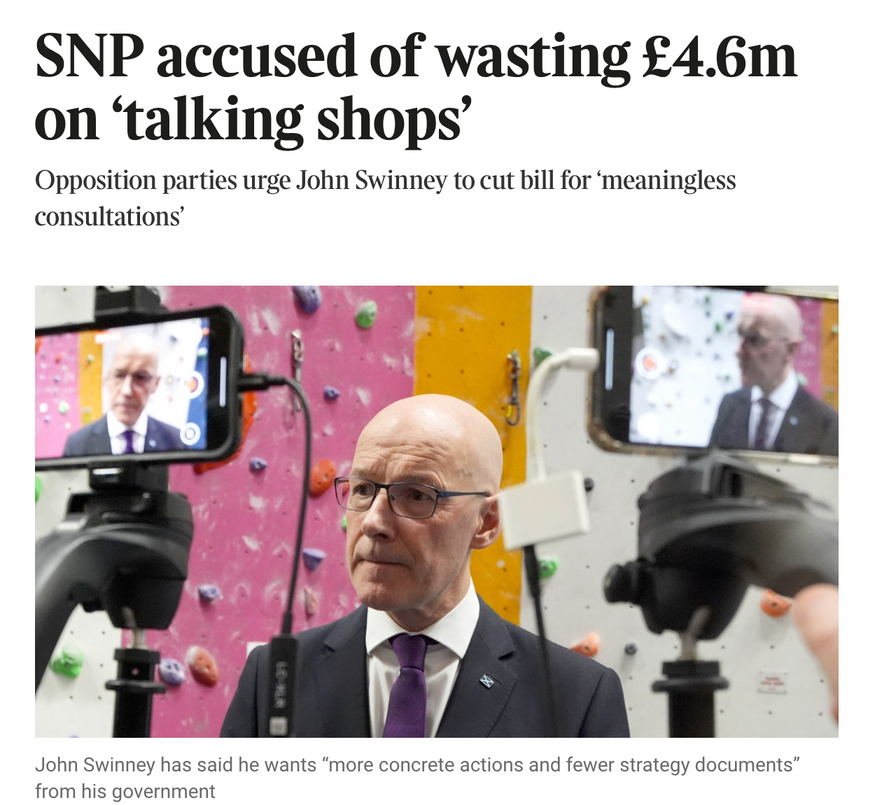 SNP accused of wasting £4.6m
on ‘talking shops’
Opposition parties urge John Swinney to cut bill for ‘meaningless
consultations’
John Swinney has said he wants “more concrete actions and fewer strategy documents”
from his government